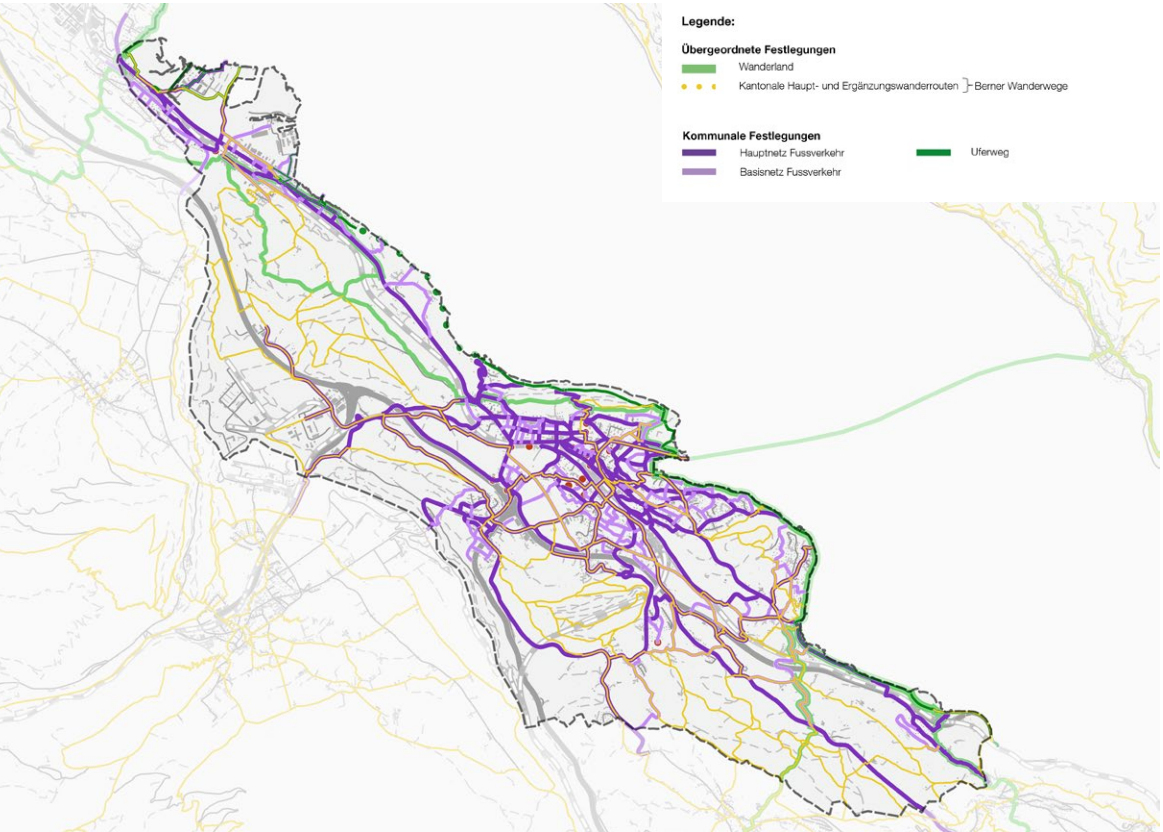 Legende:
Übergeordnete Festlegungen
Wanderland
Kantonale Haupt- und Ergänzungswanderrouten
Berner Wanderwege
Kommunale Festlegungen
Hauptnetz Fussverkehr
Uferweg
Basisnetz Fussverkehr